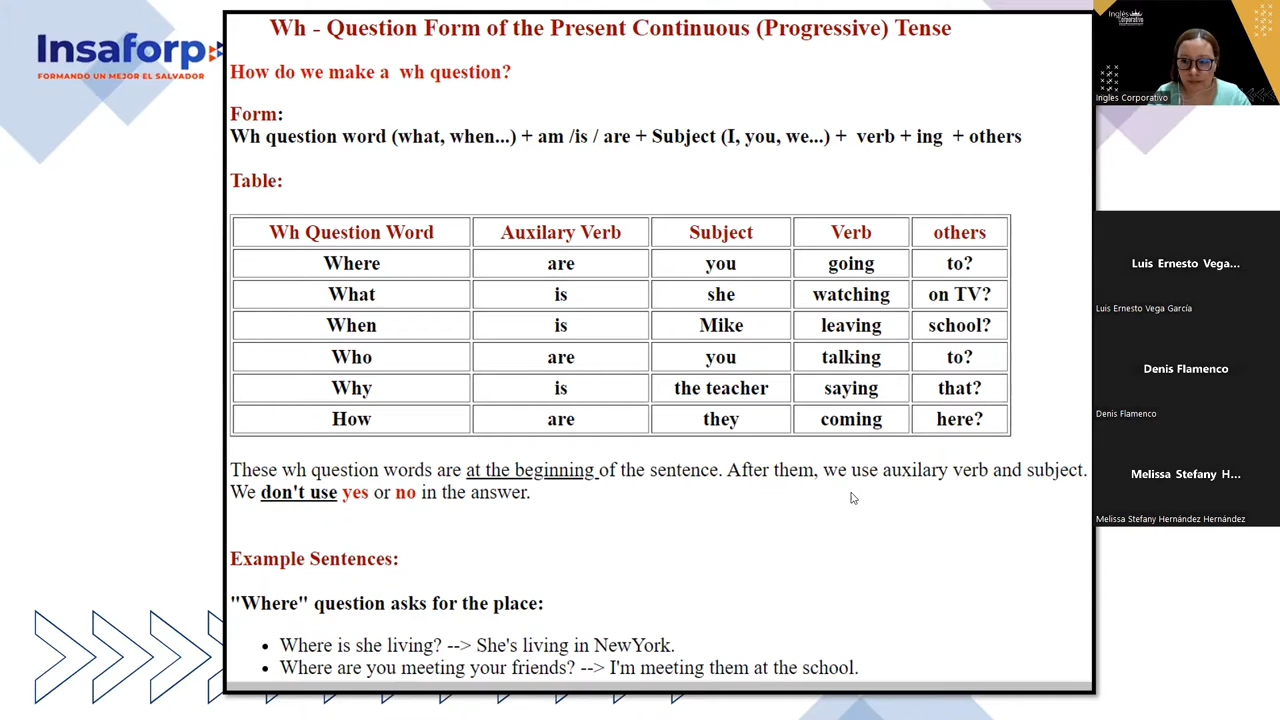 Insaforp
FORMANDO UN MEJOR EL SALVADOR
Wh - Question Form of the Present Continuous (Progressive) Tense
How do we make a wh question?
Form:
Wh question word (what, when...) + am /is / are + Subject (I, you, we...) + verb + ing + others
Table:
Wh Question Word Auxilary Verb Subject Verb others
Where are you going to?
What is she watching on TV?
When is Mike leaving school?
Who are you talking to?
Why is the teacher saying that?
How are they coming here?
These wh question words are at the beginning of the sentence. After them, we use auxilary verb and subject.
We don't use yes or no in the answer.
Example Sentences:
"Where" question asks for the place:
Where is she living? --> She's living in NewYork.
Where are you meeting your friends? --> I'm meeting them at the school.
Inglés
Corporativo
Ingles Corporativo
Luis Ernesto Vega...
Luis Ernesto Vega García
Denis Flamenco
Denis Flamenco
Melissa Stefany H...
Melissa Stefany Hernández Hernández